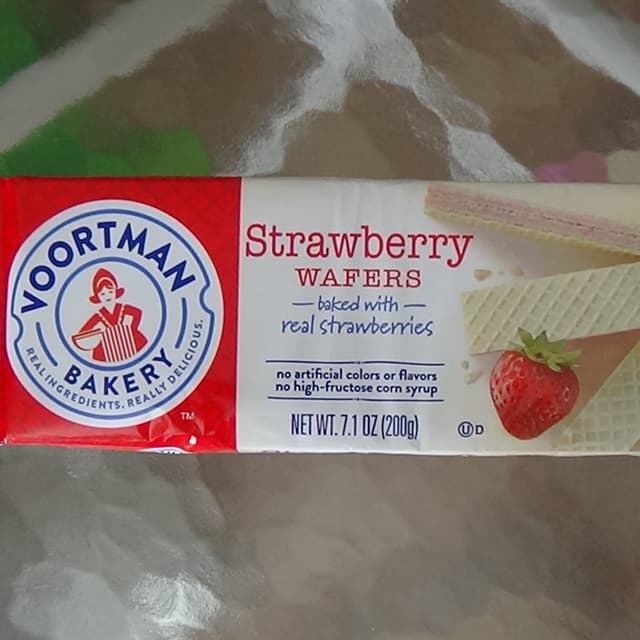 VOORTMAN
BAKERY
REAL INGREDIENTS. REALLY DELICIOUS.
TM
Strawberry
WAFERS
baked with
real strawberries
no artificial colors or flavors
no high-fructose corn syrup
NET WT. 7.1 OZ (200g)
U D